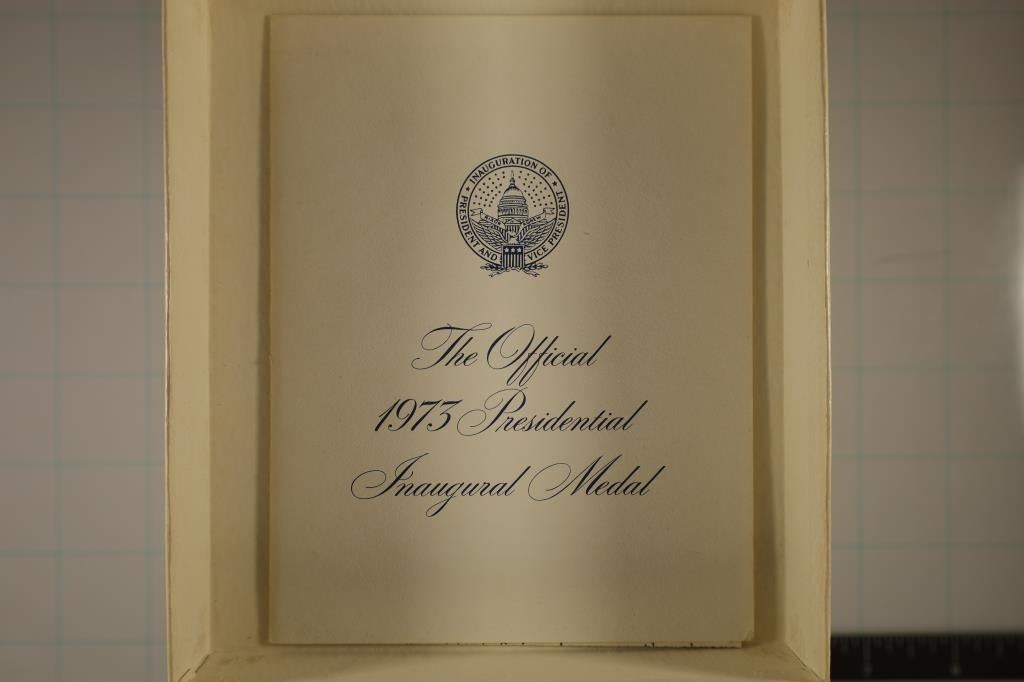 ★ INAUGURATION OF ★
PRESIDENT AND VICE PRESIDENT
The Official
1973 Presidential
Inaugural Medal